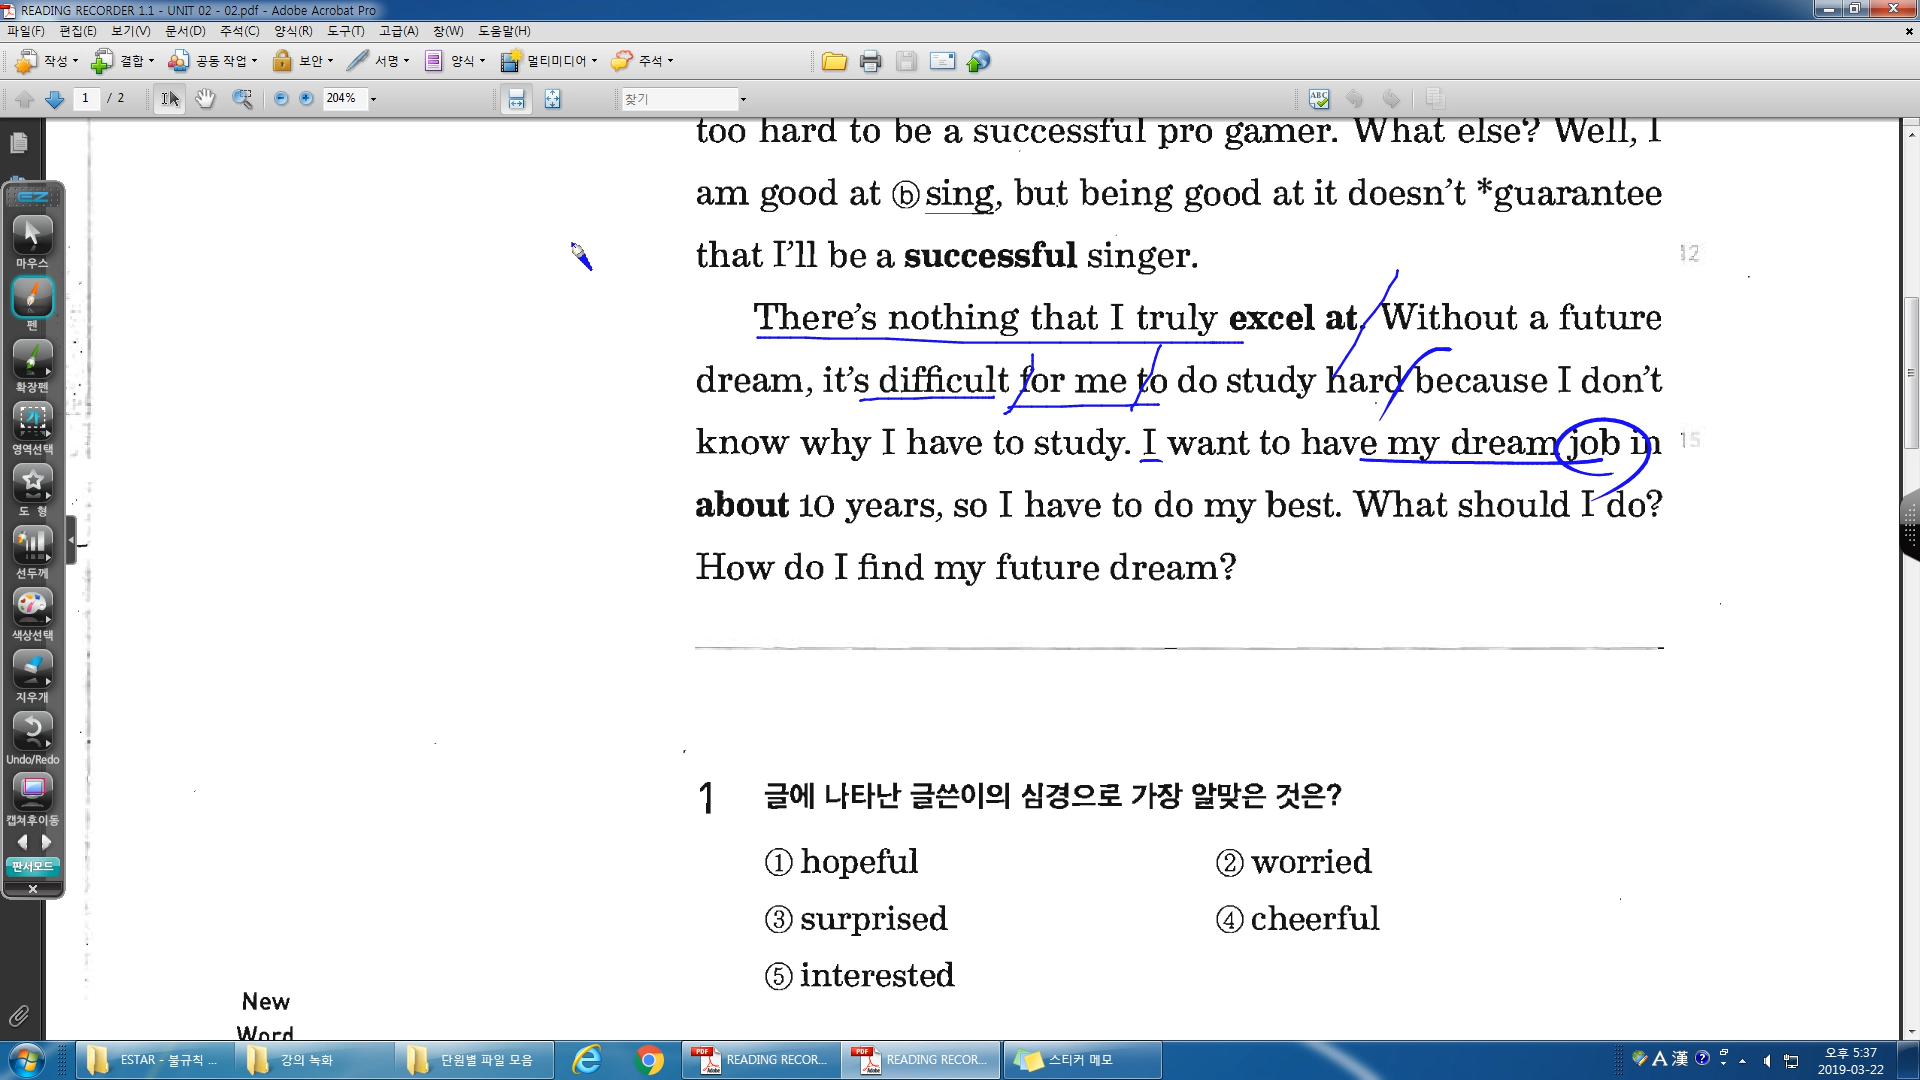 READING RECORDER 1.1 - UNIT 02 - 02.pdf - Adobe Acrobat Pro
파일(F) 편집(E) 보기(V) 문서(D) 주석(C) 양식(R) 도구(T) 고급(A) 창(W) 도움말(H)
작성 결합 공동 작업 보안 서명 양식 멀티미디어 주석
1 / 2 204% 찾기
too hard to be a successful pro gamer. What else? Well, I
am good at ⓑ sing, but being good at it doesn't *guarantee
that I'll be a successful singer.
12
There's nothing that I truly excel at. Without a future
dream, it's difficult for me to do study hard because I don't
know why I have to study. I want to have my dream job in
15
about 10 years, so I have to do my best. What should I do?
How do I find my future dream?
1 글에 나타난 글쓴이의 심경으로 가장 알맞은 것은?
① hopeful ② worried
③ surprised ④ cheerful
⑤ interested
New
Word
EZ
마우스
펜
확장펜
영역선택
도 형
선두께
색상선택
지우개
Undo/Redo
캡쳐후이동
판서모드
ESTAR - 불규칙 ... 강의 녹화 단원별 파일 모음 READING RECOR... READING RECOR... 스티커 메모
A 漢
오후 5:37
2019-03-22